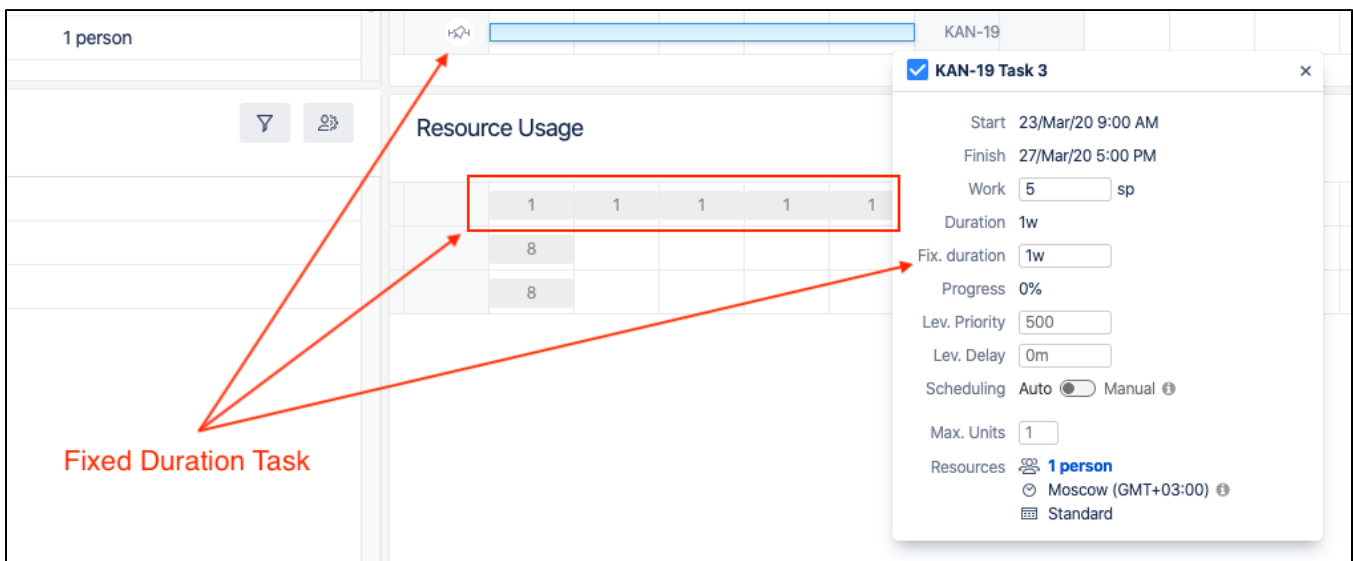 1 person
KAN-19
KAN-19 Task 3
Resource Usage
Start 23/Mar/20 9:00 AM
Finish 27/Mar/20 5:00 PM
Work 5 sp
1 1 1 1 1
Duration 1w
8
Fix. duration 1w
8
Progress 0%
Lev. Priority 500
Lev. Delay 0m
Scheduling Auto Manual
Max. Units 1
Fixed Duration Task
Resources 1 person
Moscow (GMT+03:00)
Standard